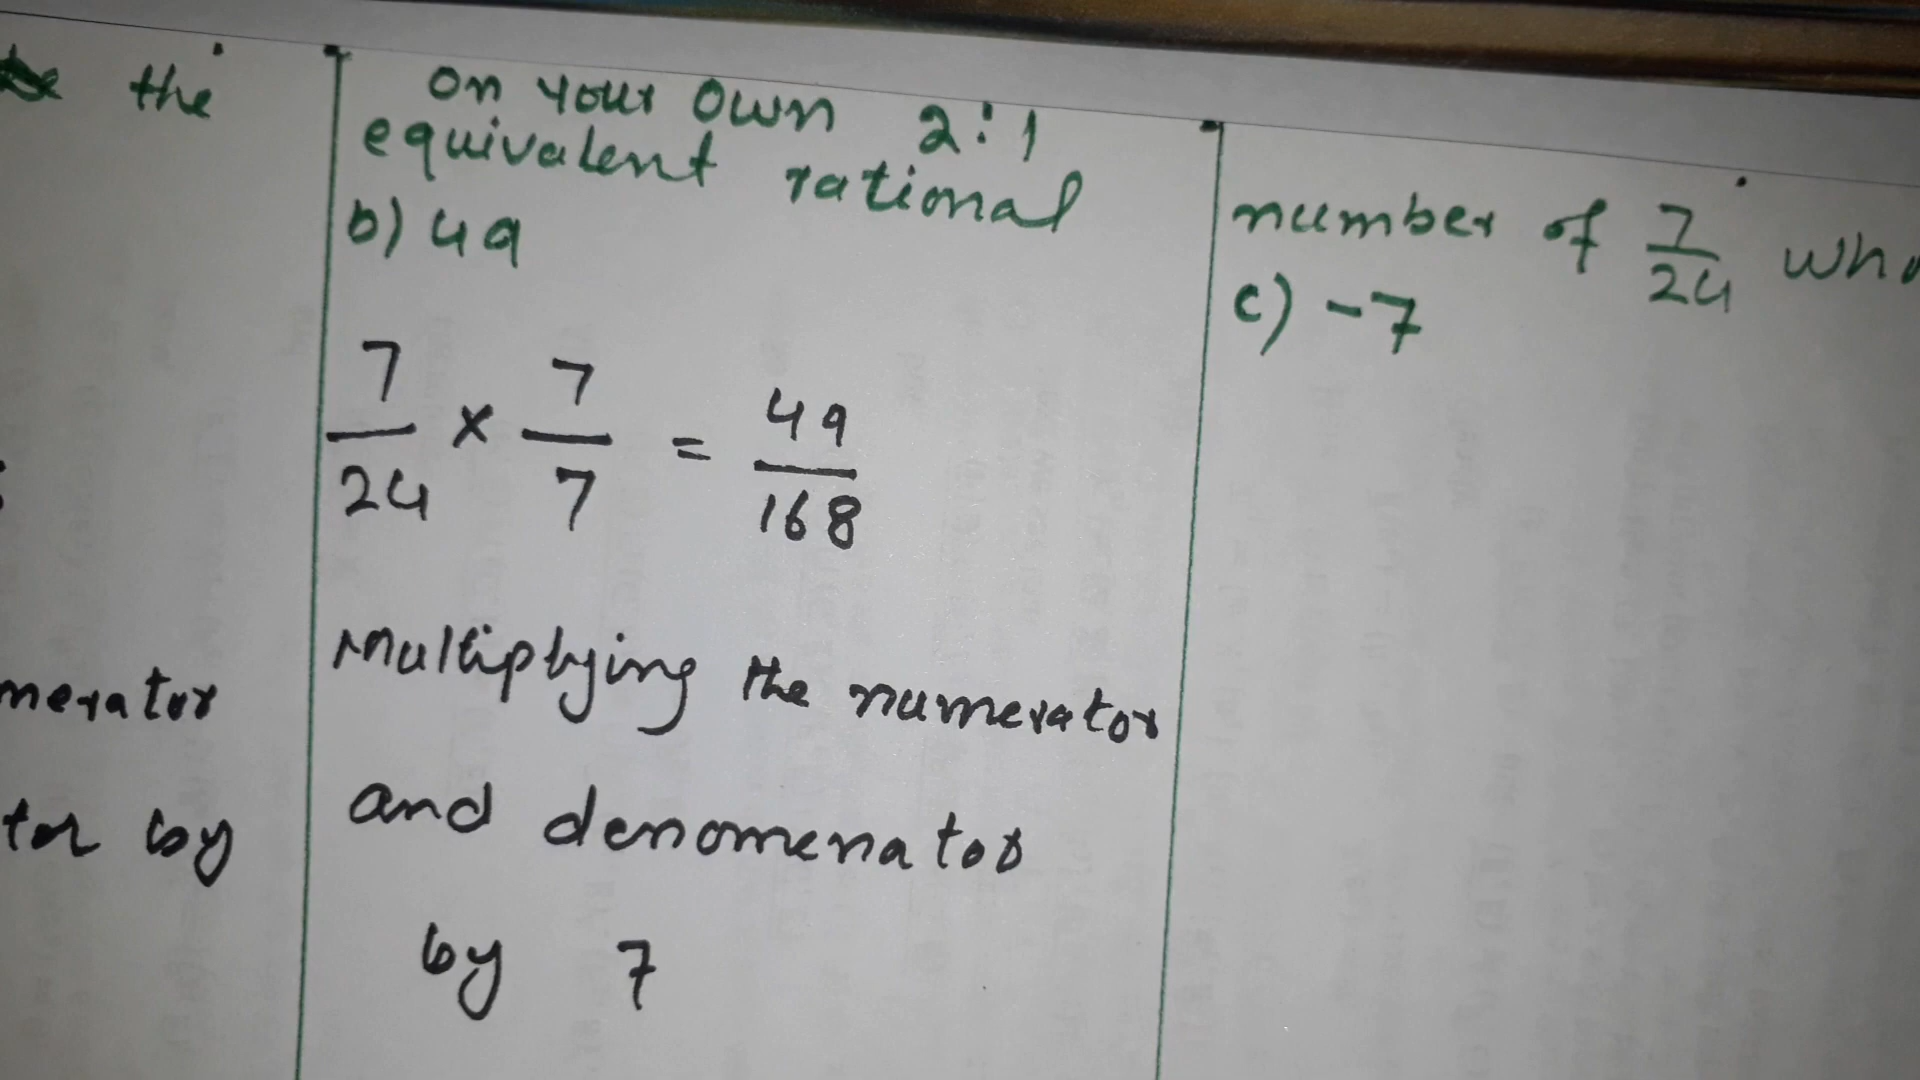 the
on your own 2:1
equivalent rational
number of 7/24
b) 49
c) -7
7/24 × 7/7 = 49/168
Multiplying the numerator
and denomenator
by 7
merator
tor by